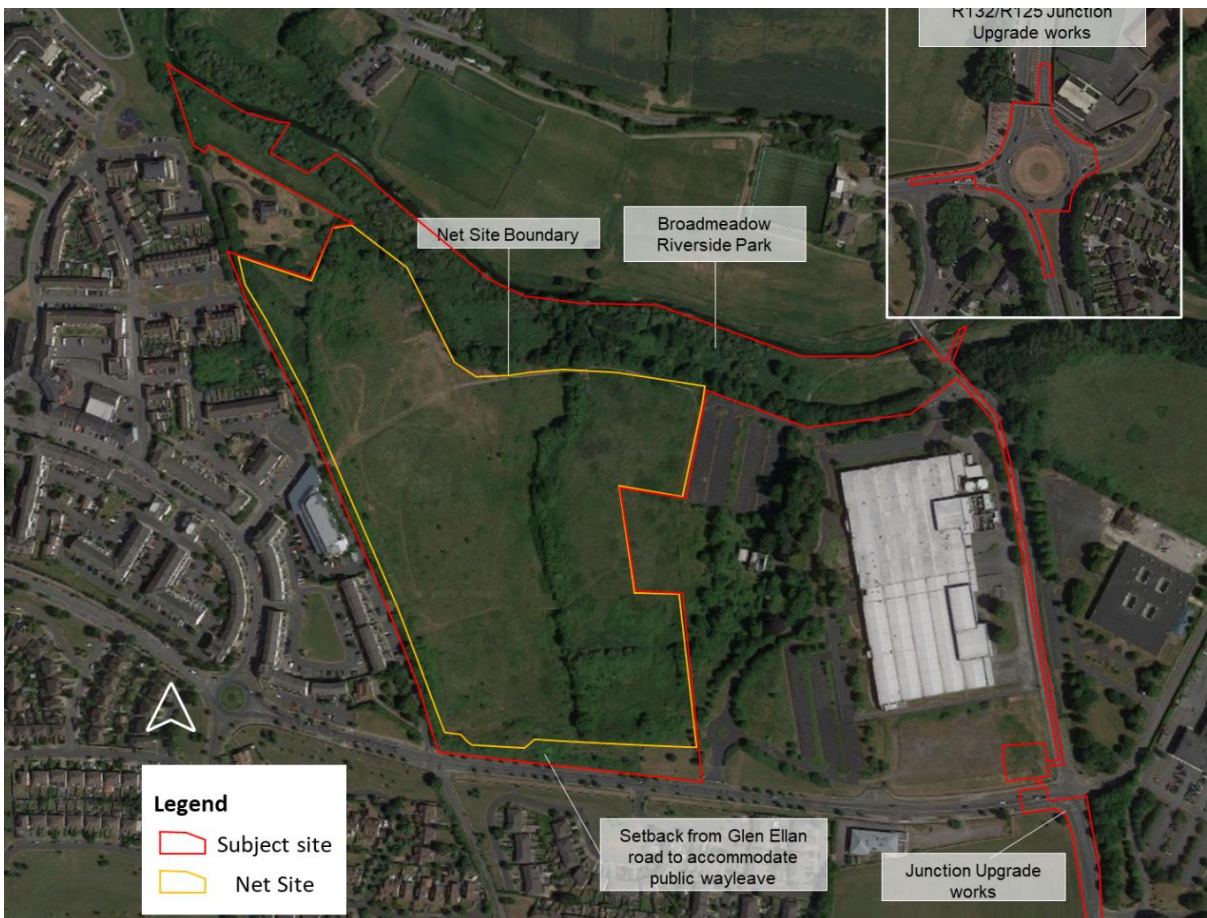 R132/R125 Junction
Upgrade works
Net Site Boundary
Broadmeadow
Riverside Park
Legend
Subject site
Net Site
Setback from Glen Ellan
road to accommodate
public wayleave
Junction Upgrade
works